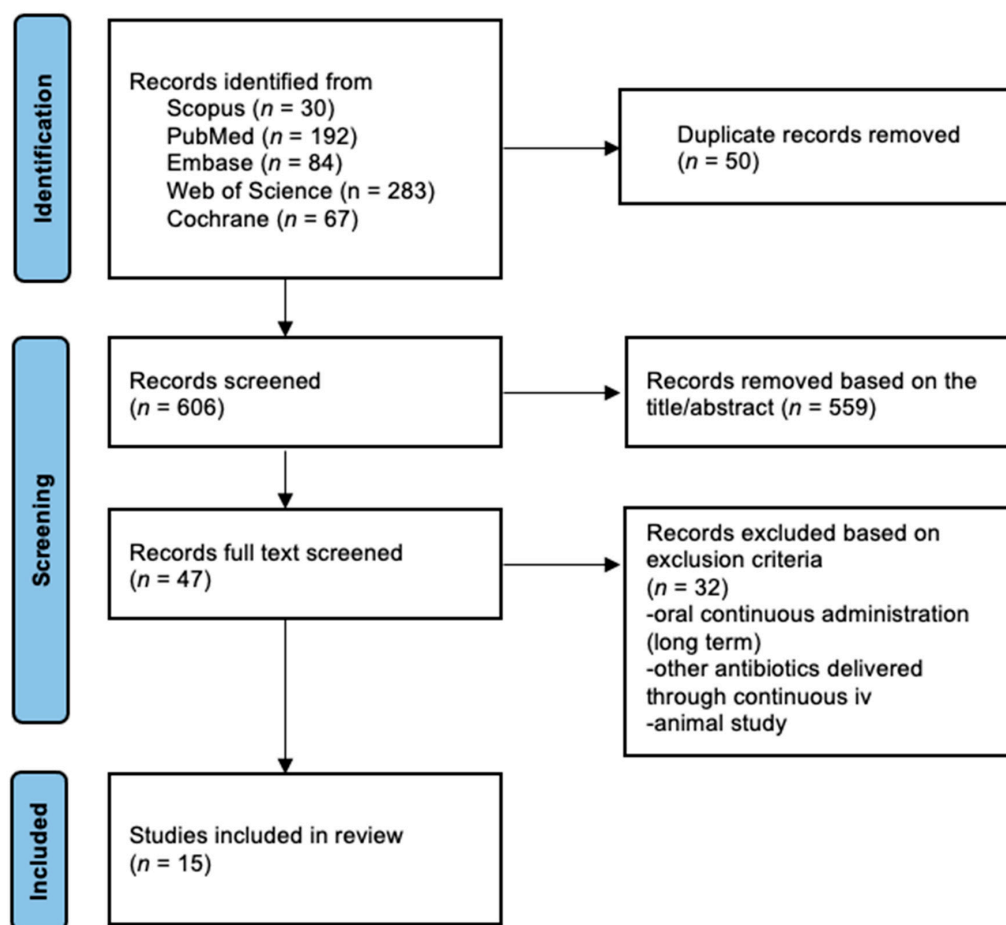 Identification
Records identified from
Scopus (n = 30)
PubMed (n = 192)
Embase (n = 84)
Web of Science (n = 283)
Cochrane (n = 67)
Duplicate records removed
(n = 50)
Screening
Records screened
(n = 606)
Records removed based on the
title/abstract (n = 559)
Records full text screened
(n = 47)
Records excluded based on
exclusion criteria
(n = 32)
-oral continuous administration
(long term)
-other antibiotics delivered
through continuous iv
-animal study
Included
Studies included in review
(n = 15)